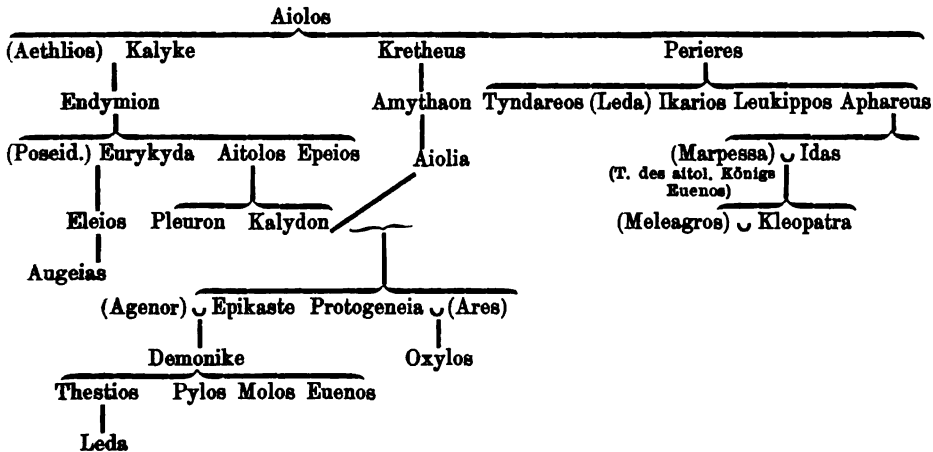 Aiolos
(Aethlios) Kalyke Kretheus Perieres
Endymion Amythaon Tyndareos (Leda) Ikarios Leukippos Aphareus
(Poseid.) Eurykyda Aitolos Epeios Aiolia (Marpessa) ᴗ Idas
(T. des aitol. Königs
Euenos)
Eleios Pleuron Kalydon (Meleagros) ᴗ Kleopatra
Augeias
(Agenor) ᴗ Epikaste Protogeneia ᴗ (Ares)
Demonike Oxylos
Thestios Pylos Molos Euenos
Leda